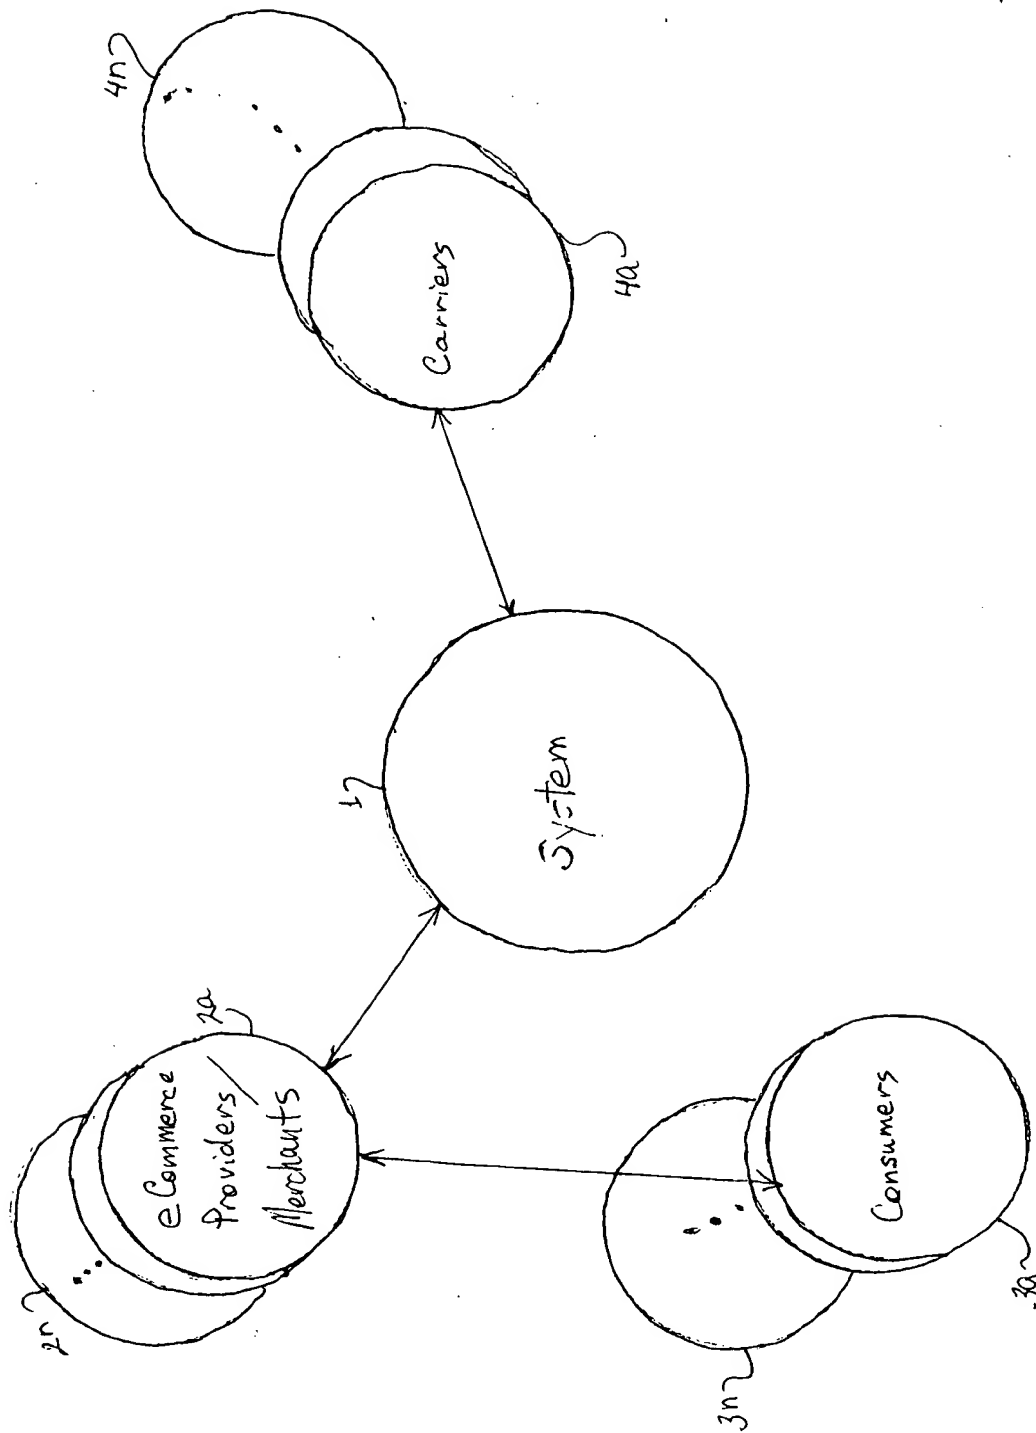 2n
4n
2a
eCommerce
Providers/
Merchants
1
Carriers
System
4a
3n
Consumers
3a